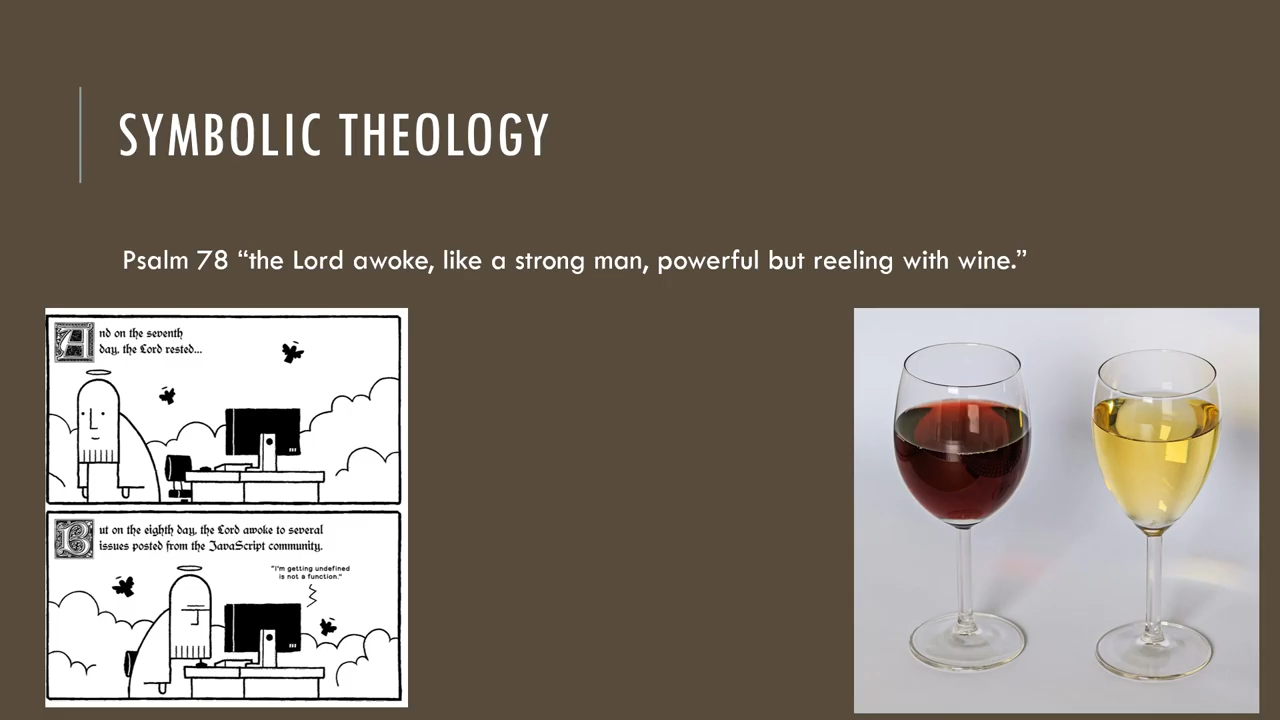 SYMBOLIC THEOLOGY
Psalm 78 “the Lord awoke, like a strong man, powerful but reeling with wine.”
And on the seventh
day, the Lord rested...
But on the eighth day, the Lord awoke to several
issues posted from the JavaScript community.
"I'm getting undefined
is not a function."